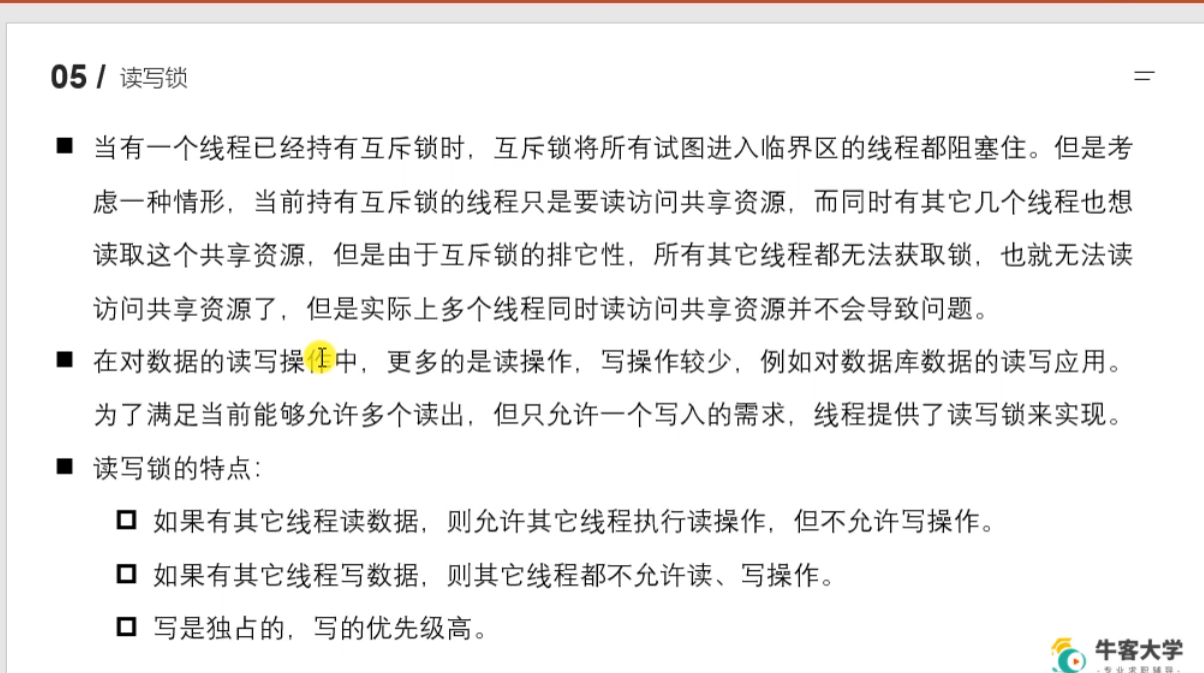 05 / 读写锁
当有一个线程已经持有互斥锁时，互斥锁将所有试图进入临界区的线程都阻塞住。但是考
虑一种情形，当前持有互斥锁的线程只是要读访问共享资源，而同时有其它几个线程也想
读取这个共享资源，但是由于互斥锁的排它性，所有其它线程都无法获取锁，也就无法读
访问共享资源了，但是实际上多个线程同时读访问共享资源并不会导致问题。
在对数据的读写操作中，更多的是读操作，写操作较少，例如对数据库数据的读写应用。
为了满足当前能够允许多个读出，但只允许一个写入的需求，线程提供了读写锁来实现。
读写锁的特点：
如果有其它线程读数据，则允许其它线程执行读操作，但不允许写操作。
如果有其它线程写数据，则其它线程都不允许读、写操作。
写是独占的，写的优先级高。
牛客大学
·专业求职辅导·